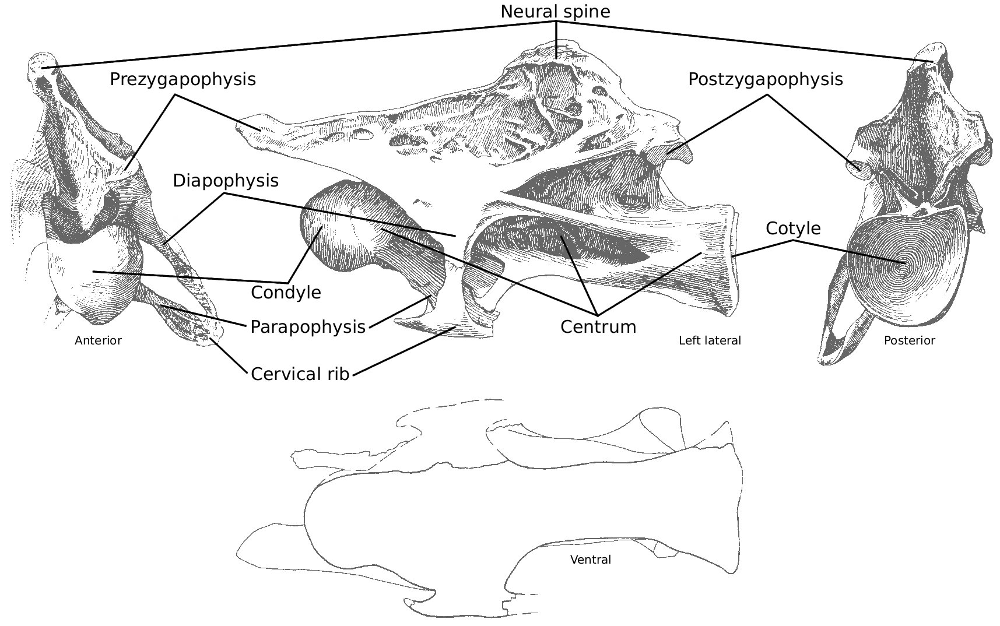 Neural spine
Prezygapophysis
Postzygapophysis
Diapophysis
Cotyle
Condyle
Parapophysis
Centrum
Anterior
Left lateral
Posterior
Cervical rib
Ventral